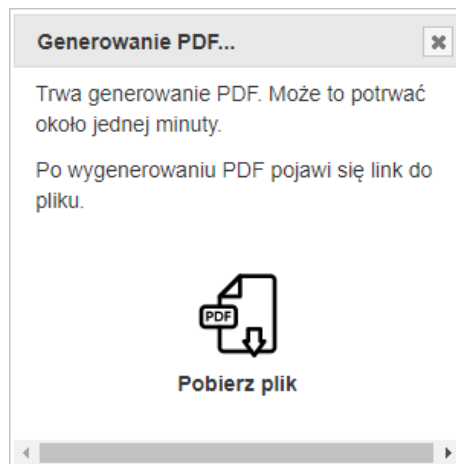 Generowanie PDF...
Trwa generowanie PDF. Może to potrwać
około jednej minuty.
Po wygenerowaniu PDF pojawi się link do
pliku.
PDF
Pobierz plik